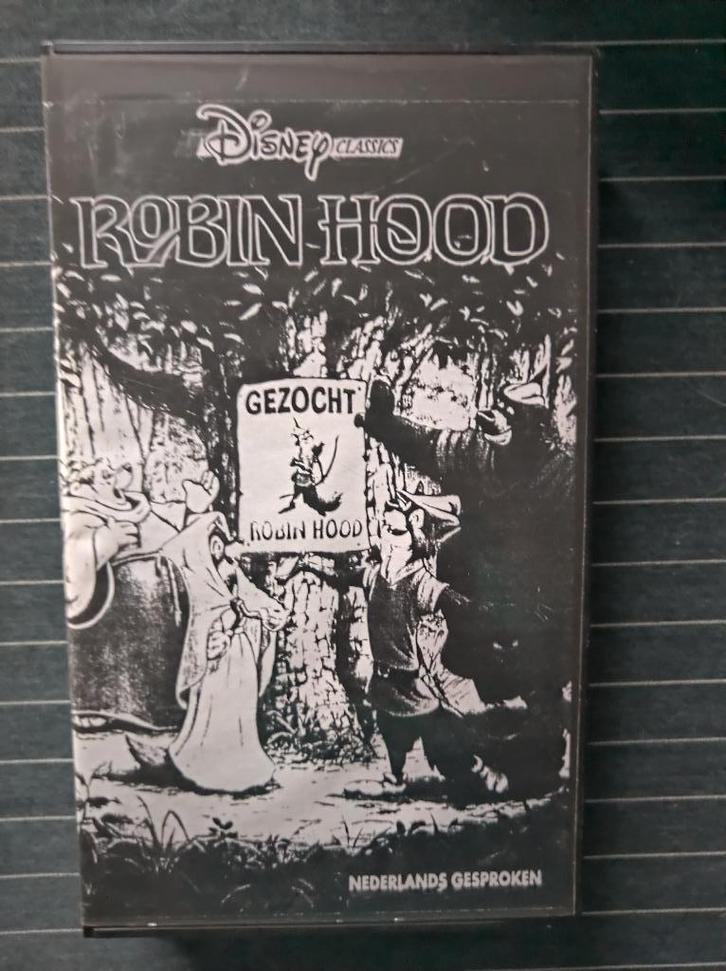 Disney CLASSICS
ROBIN HOOD
GEZOCHT
ROBIN HOOD
NEDERLANDS GESPROKEN